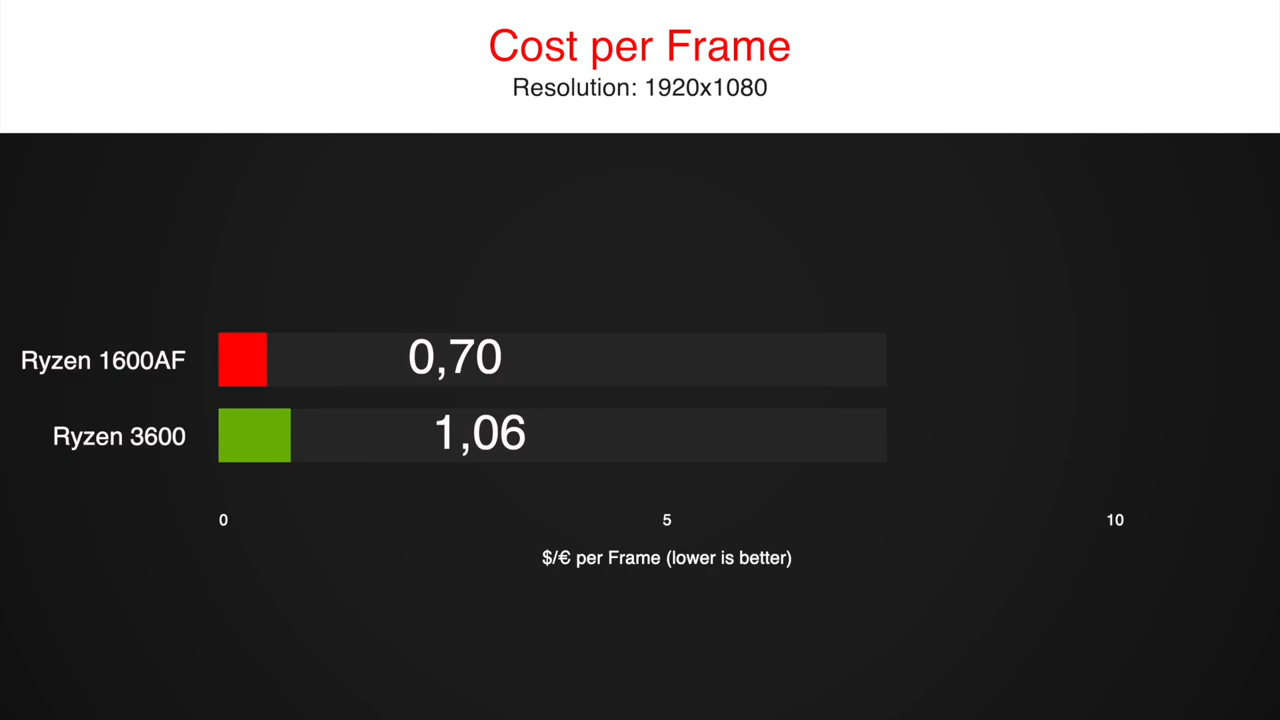 Cost per Frame
Resolution: 1920x1080
Ryzen 1600AF 0,70
Ryzen 3600 1,06
0 5 10
$/€ per Frame (lower is better)